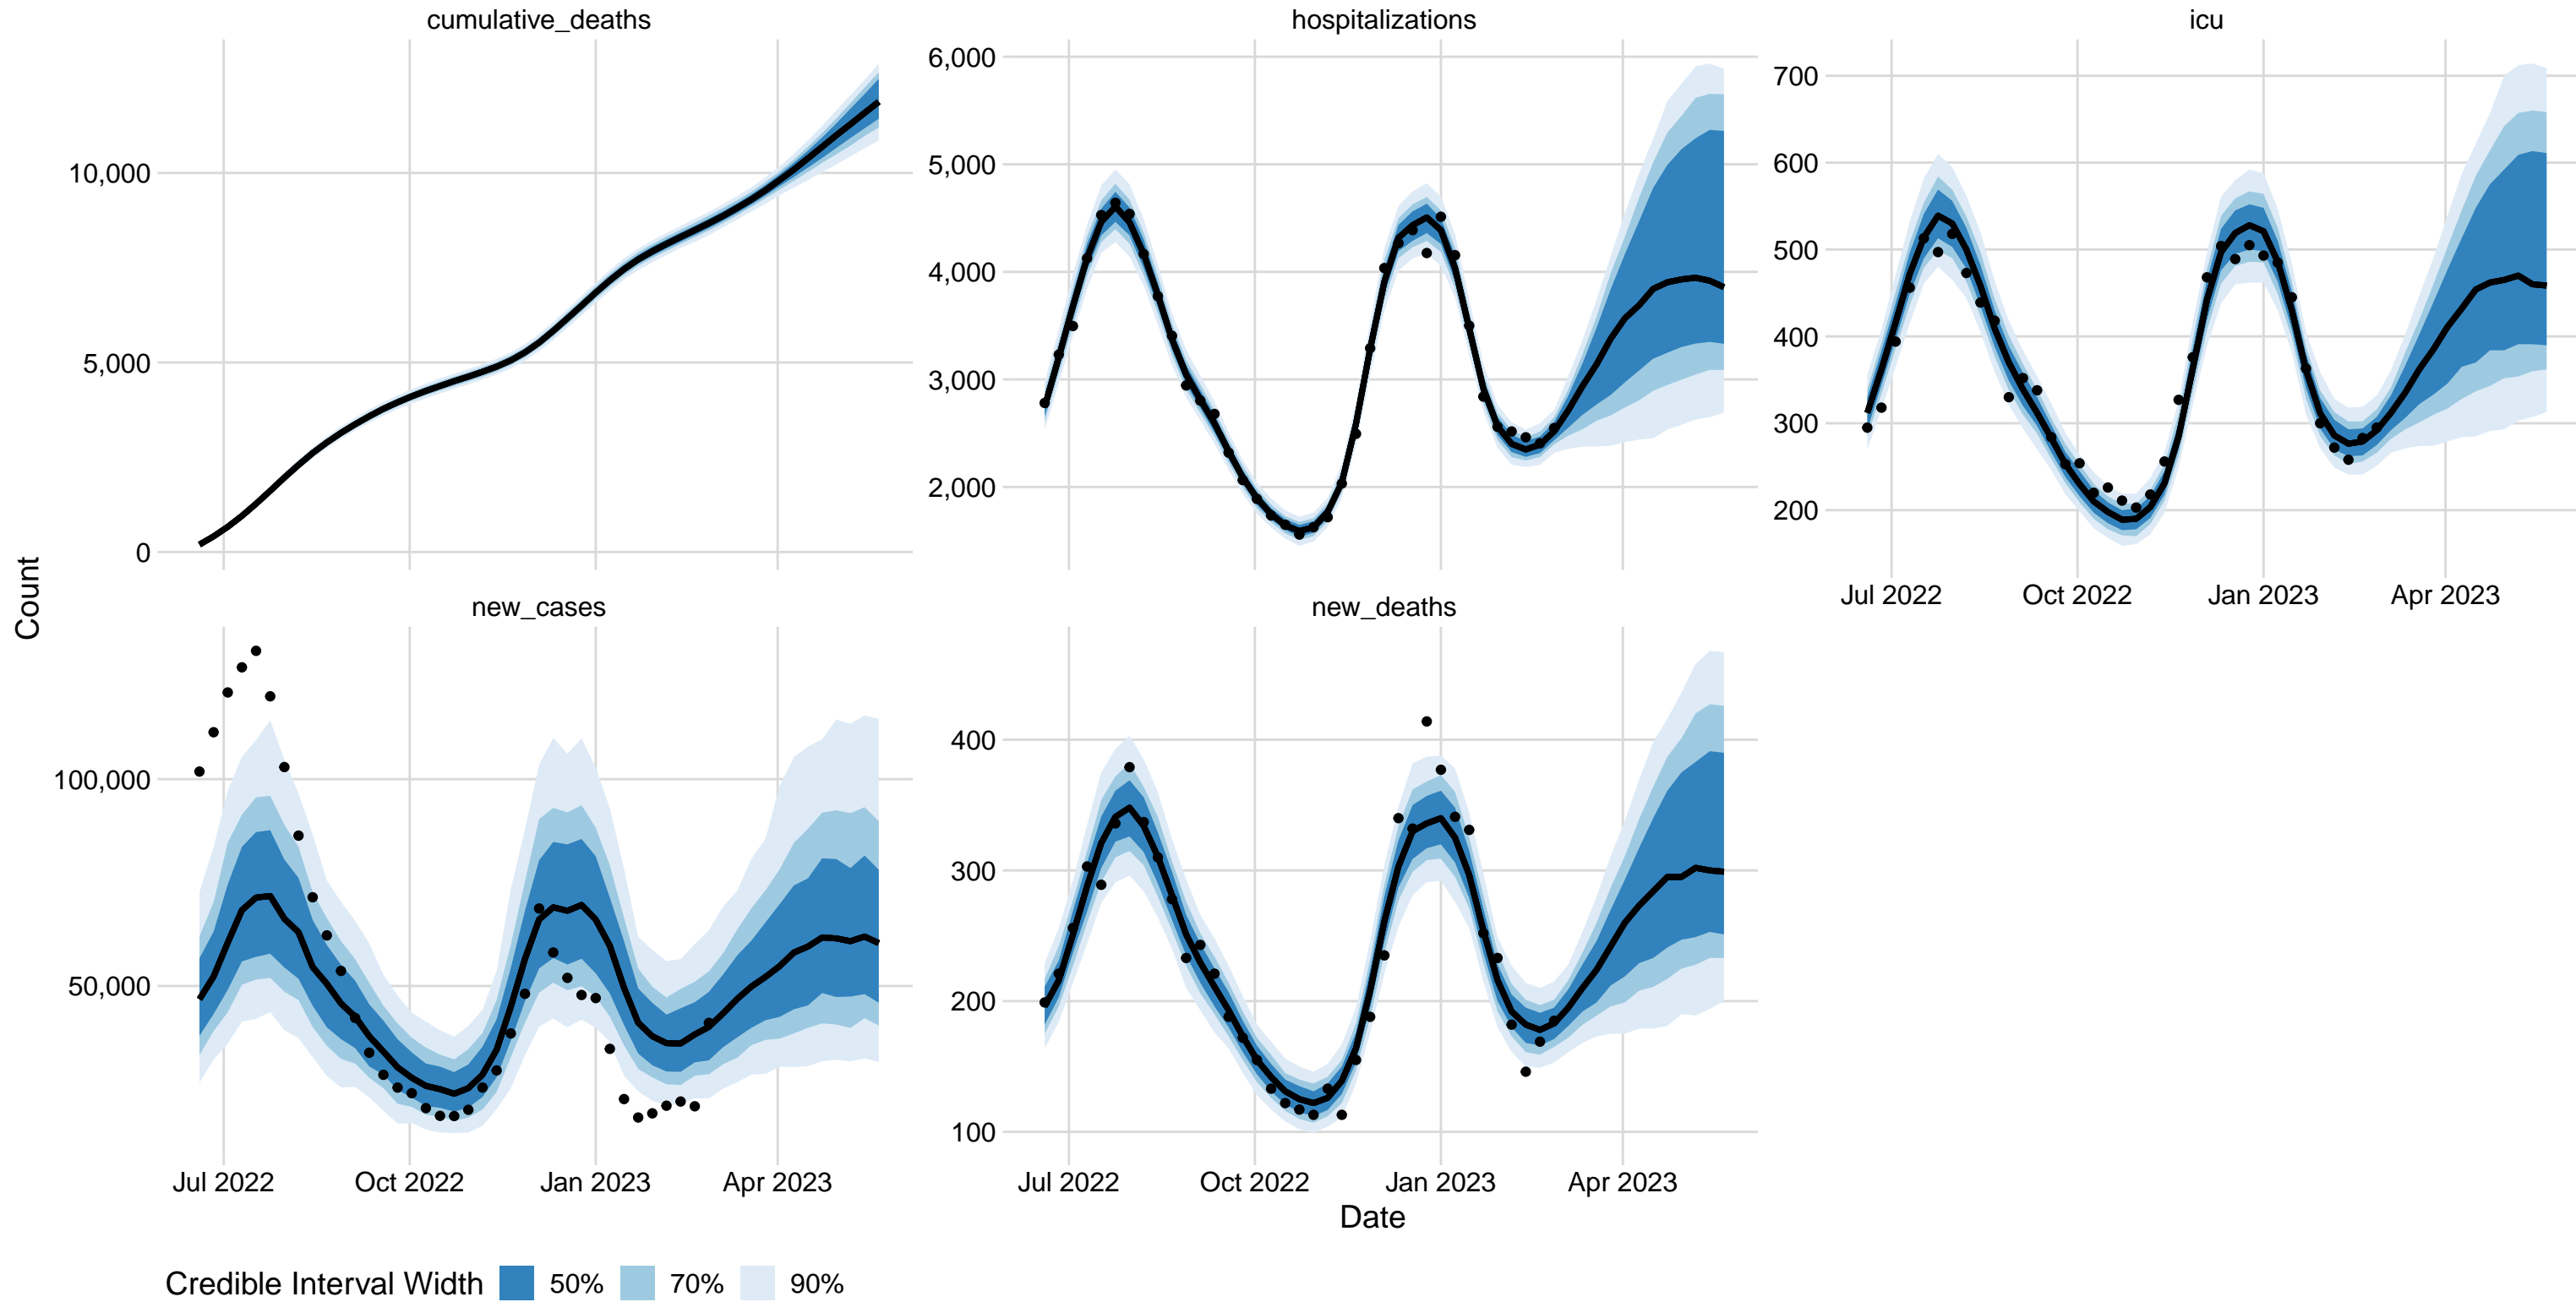 cumulative_deaths
hospitalizations
icu
Count
10,000
5,000
0
6,000
5,000
4,000
3,000
2,000
700
600
500
400
300
200
Jul 2022 Oct 2022 Jan 2023 Apr 2023
new_cases
new_deaths
100,000
50,000
400
300
200
100
Jul 2022 Oct 2022 Jan 2023 Apr 2023
Jul 2022 Oct 2022 Jan 2023 Apr 2023
Date
Credible Interval Width 50% 70% 90%